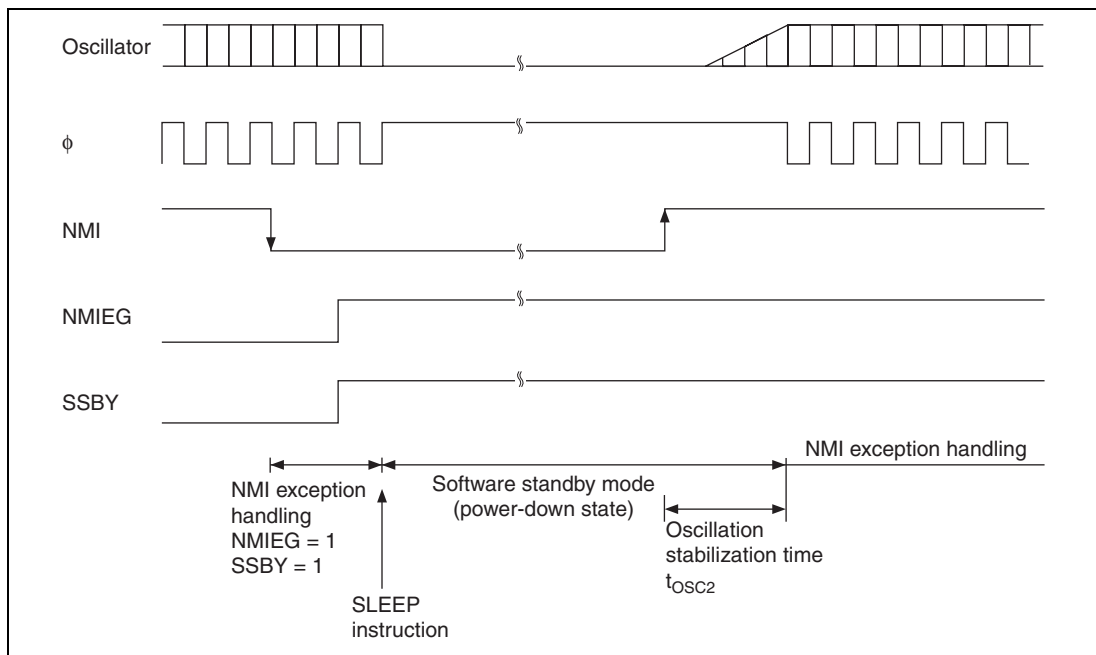 Oscillator
ϕ
NMI
NMIEG
SSBY
NMI exception handling
NMI exception
handling
NMIEG = 1
SSBY = 1
Software standby mode
(power-down state)
Oscillation
stabilization time
tOSC2
SLEEP
instruction